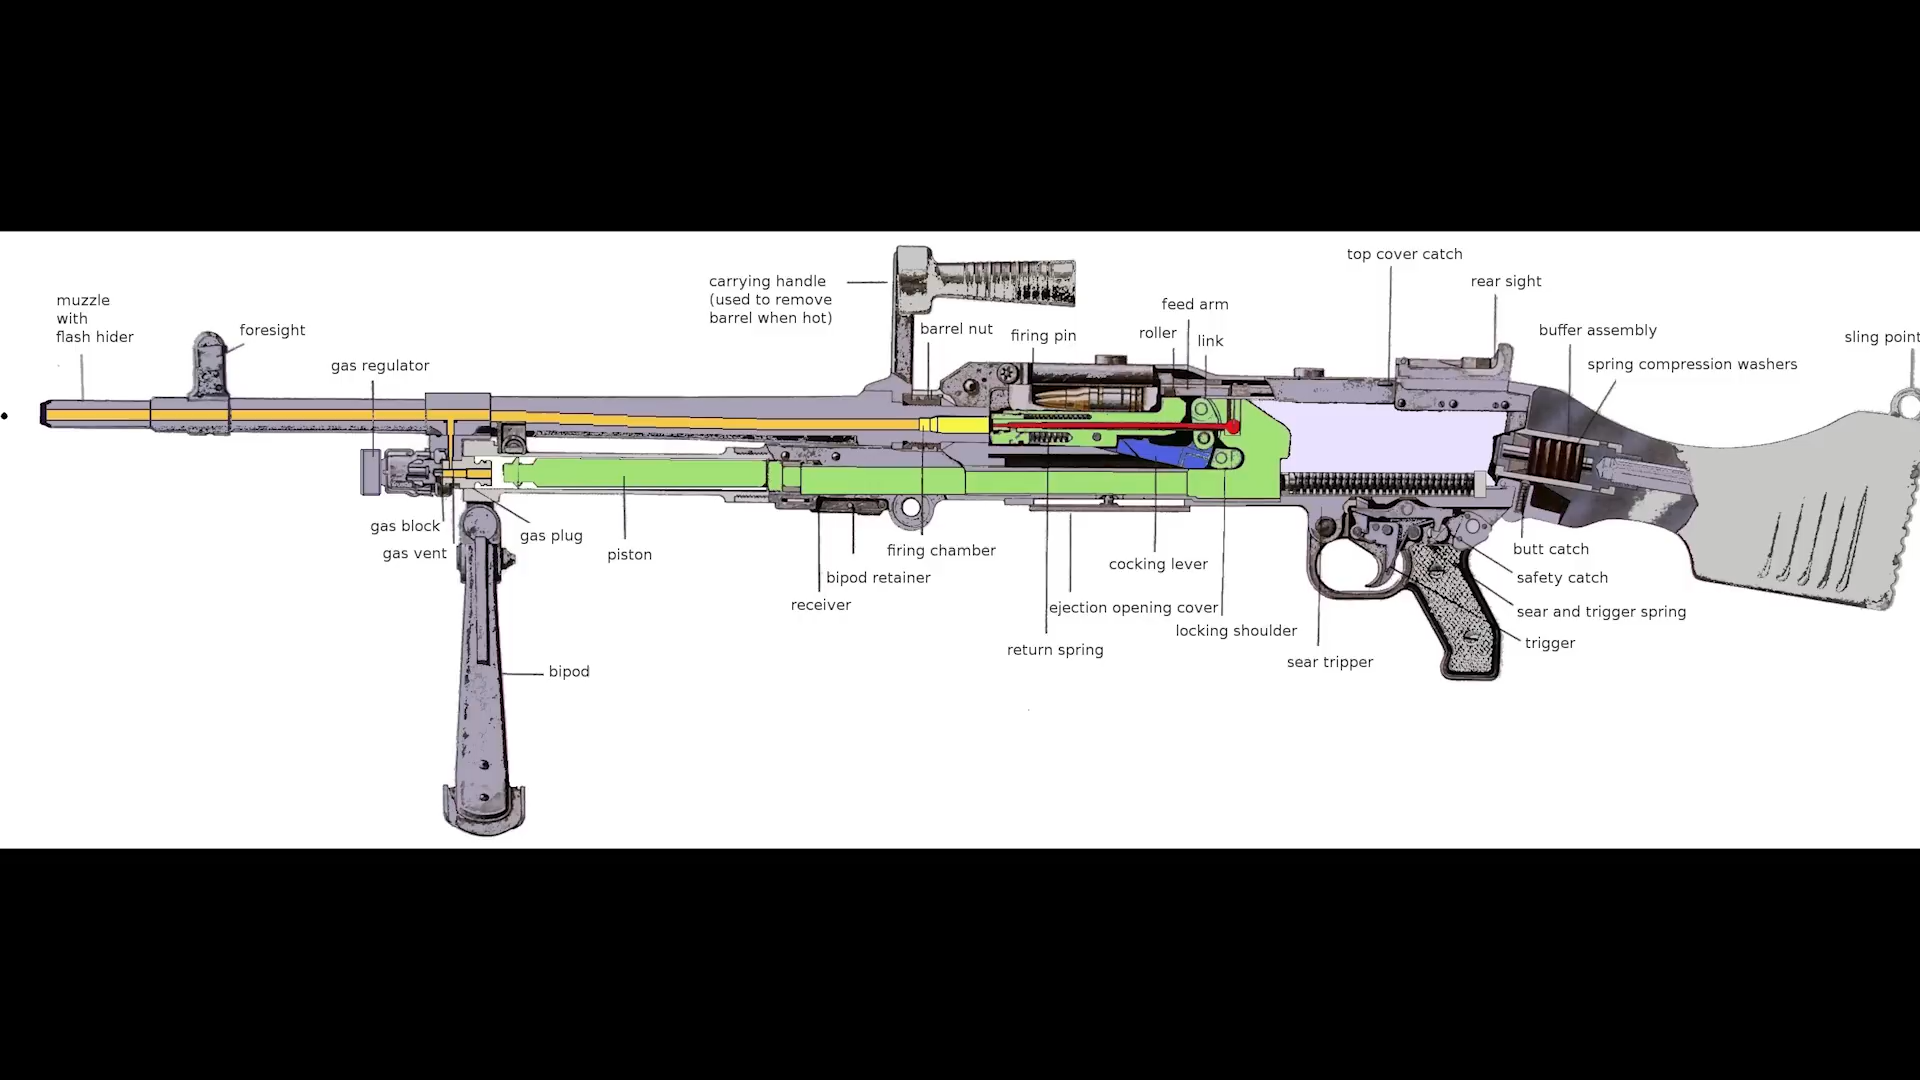 top cover catch
carrying handle
(used to remove
barrel when hot)
rear sight
muzzle
with
flash hider
feed arm
foresight
barrel nut
firing pin
roller
link
buffer assembly
sling point
gas regulator
spring compression washers
gas block
gas vent
gas plug
piston
firing chamber
bipod retainer
receiver
cocking lever
ejection opening cover
locking shoulder
return spring
sear tripper
butt catch
safety catch
sear and trigger spring
trigger
bipod